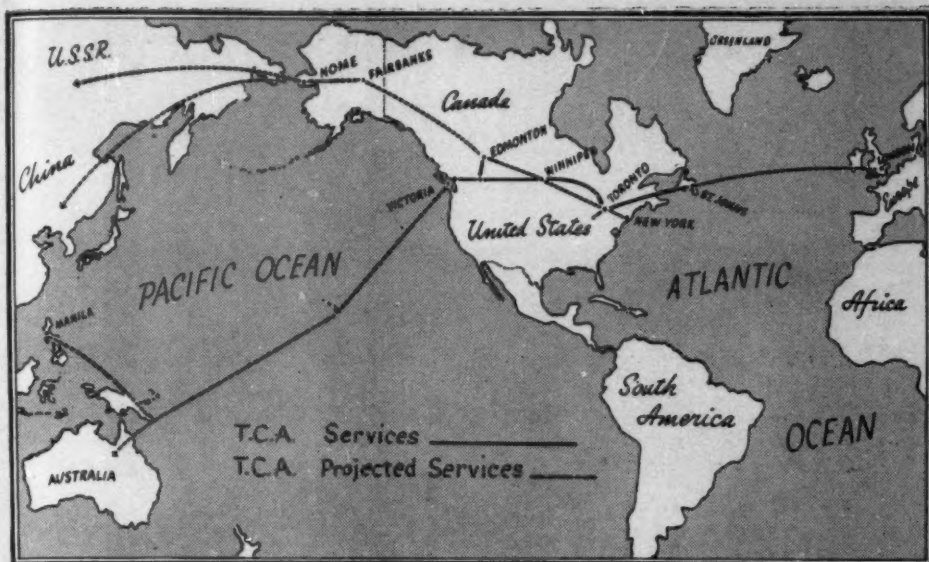 U.S.S.R.
NOME
FAIRBANKS
GREENLAND
Canada
China
EDMONTON
WINNIPEG
TORONTO
VICTORIA
ST. JOHNS
Europe
United States
NEW YORK
PACIFIC OCEAN
ATLANTIC
Africa
MANILA
South
America
OCEAN
T.C.A. Services
T.C.A. Projected Services
AUSTRALIA